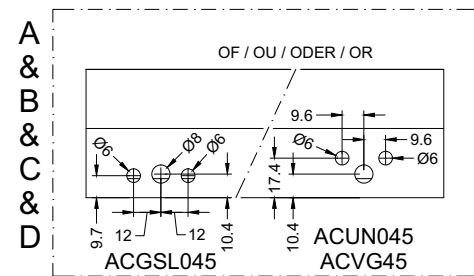 A
&
B
&
C
&
D
OF / OU / ODER / OR
9.6
9.6
Ø6
Ø8
Ø6
Ø6
Ø6
17.4
9.7
12
12
10.4
10.4
ACGSL045
ACUN045
ACVG45